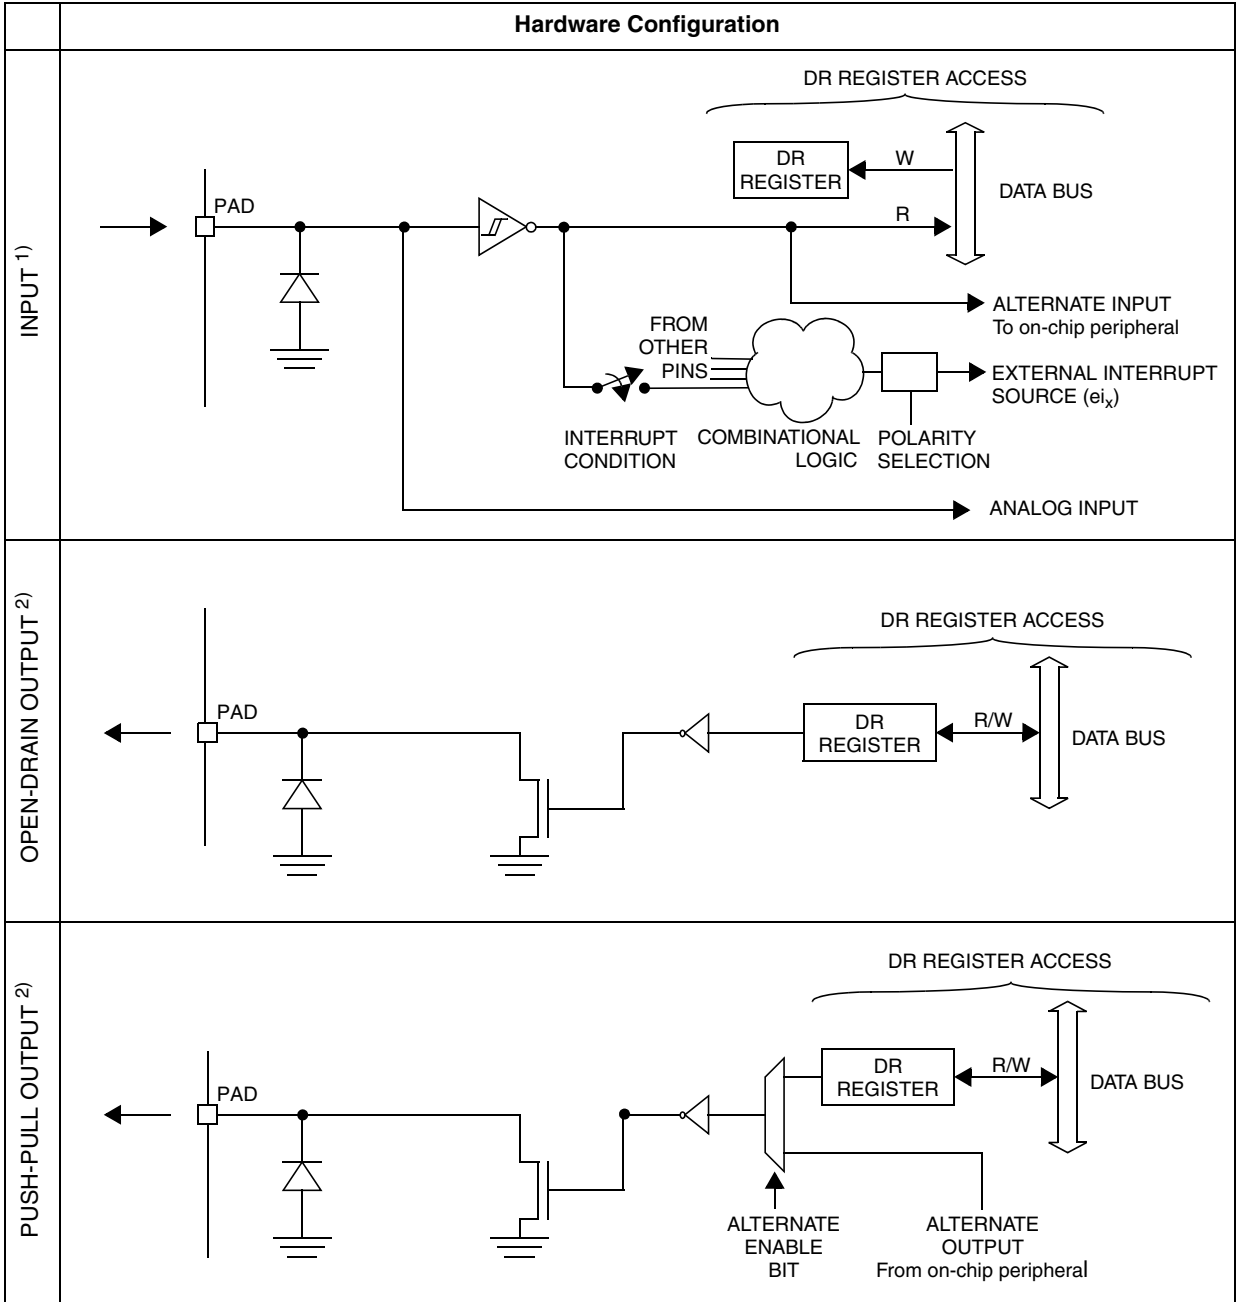 Hardware Configuration
INPUT 1)
DR REGISTER ACCESS
DR
REGISTER
W
DATA BUS
PAD
R
ALTERNATE INPUT
To on-chip peripheral
FROM
OTHER
PINS
EXTERNAL INTERRUPT
SOURCE (eix)
INTERRUPT
CONDITION
COMBINATIONAL
LOGIC
POLARITY
SELECTION
ANALOG INPUT
OPEN-DRAIN OUTPUT 2)
DR REGISTER ACCESS
PAD
DR
REGISTER
R/W
DATA BUS
PUSH-PULL OUTPUT 2)
DR REGISTER ACCESS
DR
REGISTER
R/W
DATA BUS
PAD
ALTERNATE
ENABLE
BIT
ALTERNATE
OUTPUT
From on-chip peripheral